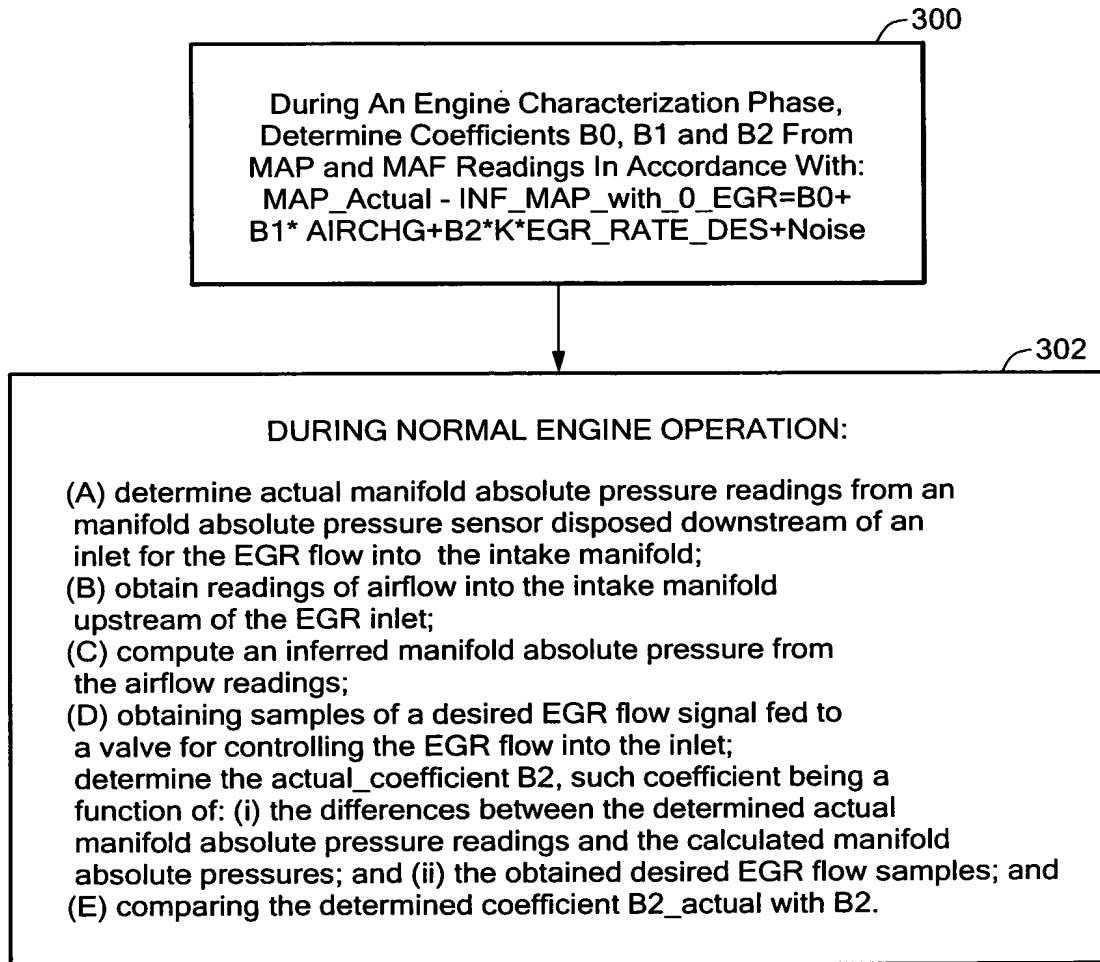 300
During An Engine Characterization Phase,
Determine Coefficients B0, B1 and B2 From
MAP and MAF Readings In Accordance With:
MAP_Actual - INF_MAP_with_0_EGR=B0+
B1* AIRCHG+B2*K*EGR_RATE_DES+Noise
302
DURING NORMAL ENGINE OPERATION:
(A) determine actual manifold absolute pressure readings from an
manifold absolute pressure sensor disposed downstream of an
inlet for the EGR flow into the intake manifold;
(B) obtain readings of airflow into the intake manifold
upstream of the EGR inlet;
(C) compute an inferred manifold absolute pressure from
the airflow readings;
(D) obtaining samples of a desired EGR flow signal fed to
a valve for controlling the EGR flow into the inlet;
determine the actual_coefficient B2, such coefficient being a
function of: (i) the differences between the determined actual
manifold absolute pressure readings and the calculated manifold
absolute pressures; and (ii) the obtained desired EGR flow samples; and
(E) comparing the determined coefficient B2_actual with B2.